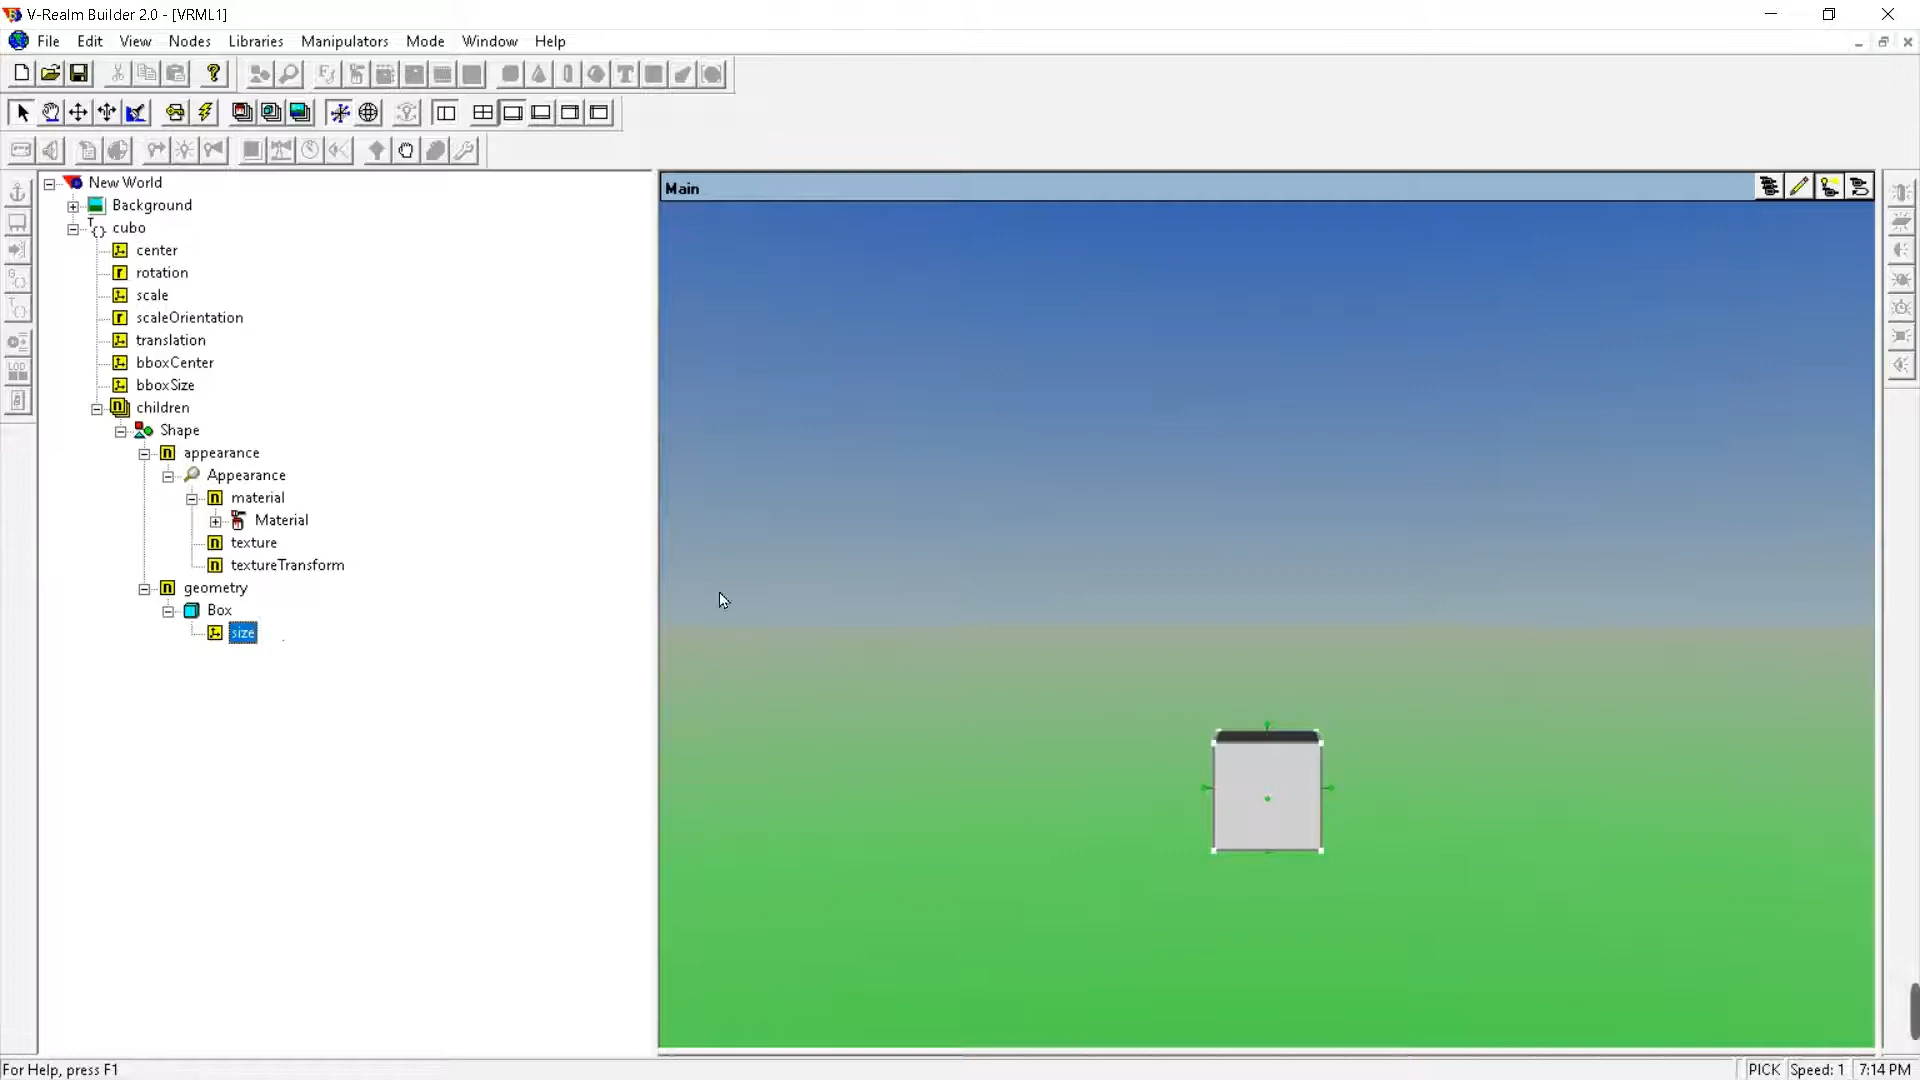 V-Realm Builder 2.0 - [VRML1]
File Edit View Nodes Libraries Manipulators Mode Window Help
New World
Main
Background
cubo
center
rotation
scale
scaleOrientation
translation
bboxCenter
bboxSize
children
Shape
appearance
Appearance
material
Material
texture
textureTransform
geometry
Box
size
LOD
For Help, press F1
PICK Speed: 1 7:14 PM